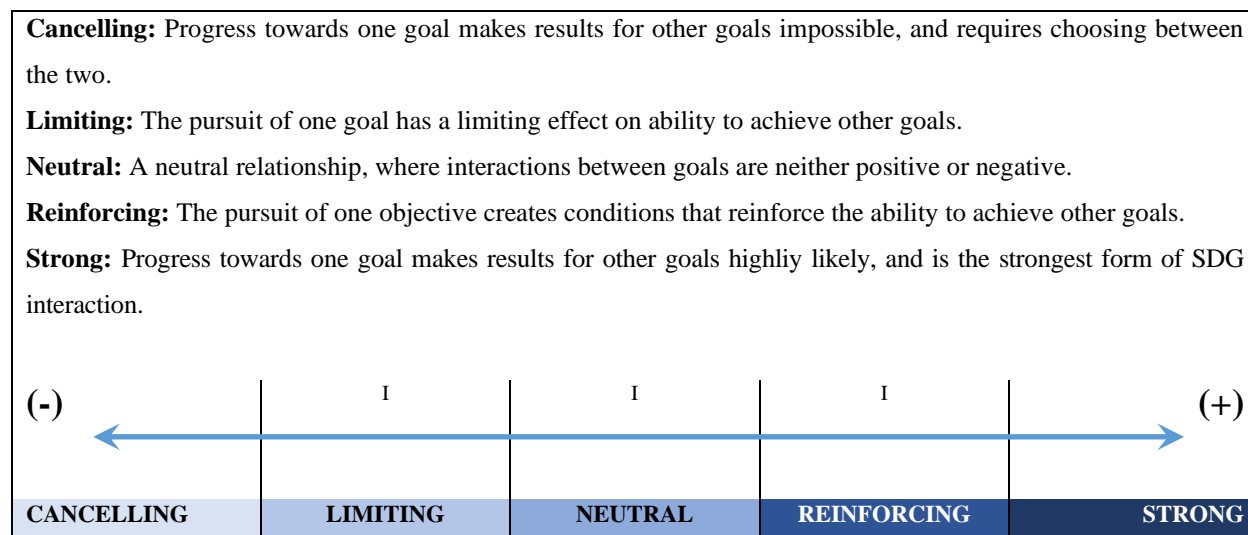 Cancelling: Progress towards one goal makes results for other goals impossible, and requires choosing between
the two.
Limiting: The pursuit of one goal has a limiting effect on ability to achieve other goals.
Neutral: A neutral relationship, where interactions between goals are neither positive or negative.
Reinforcing: The pursuit of one objective creates conditions that reinforce the ability to achieve other goals.
Strong: Progress towards one goal makes results for other goals highliy likely, and is the strongest form of SDG
interaction.
(-) I I I (+)
CANCELLING LIMITING NEUTRAL REINFORCING STRONG